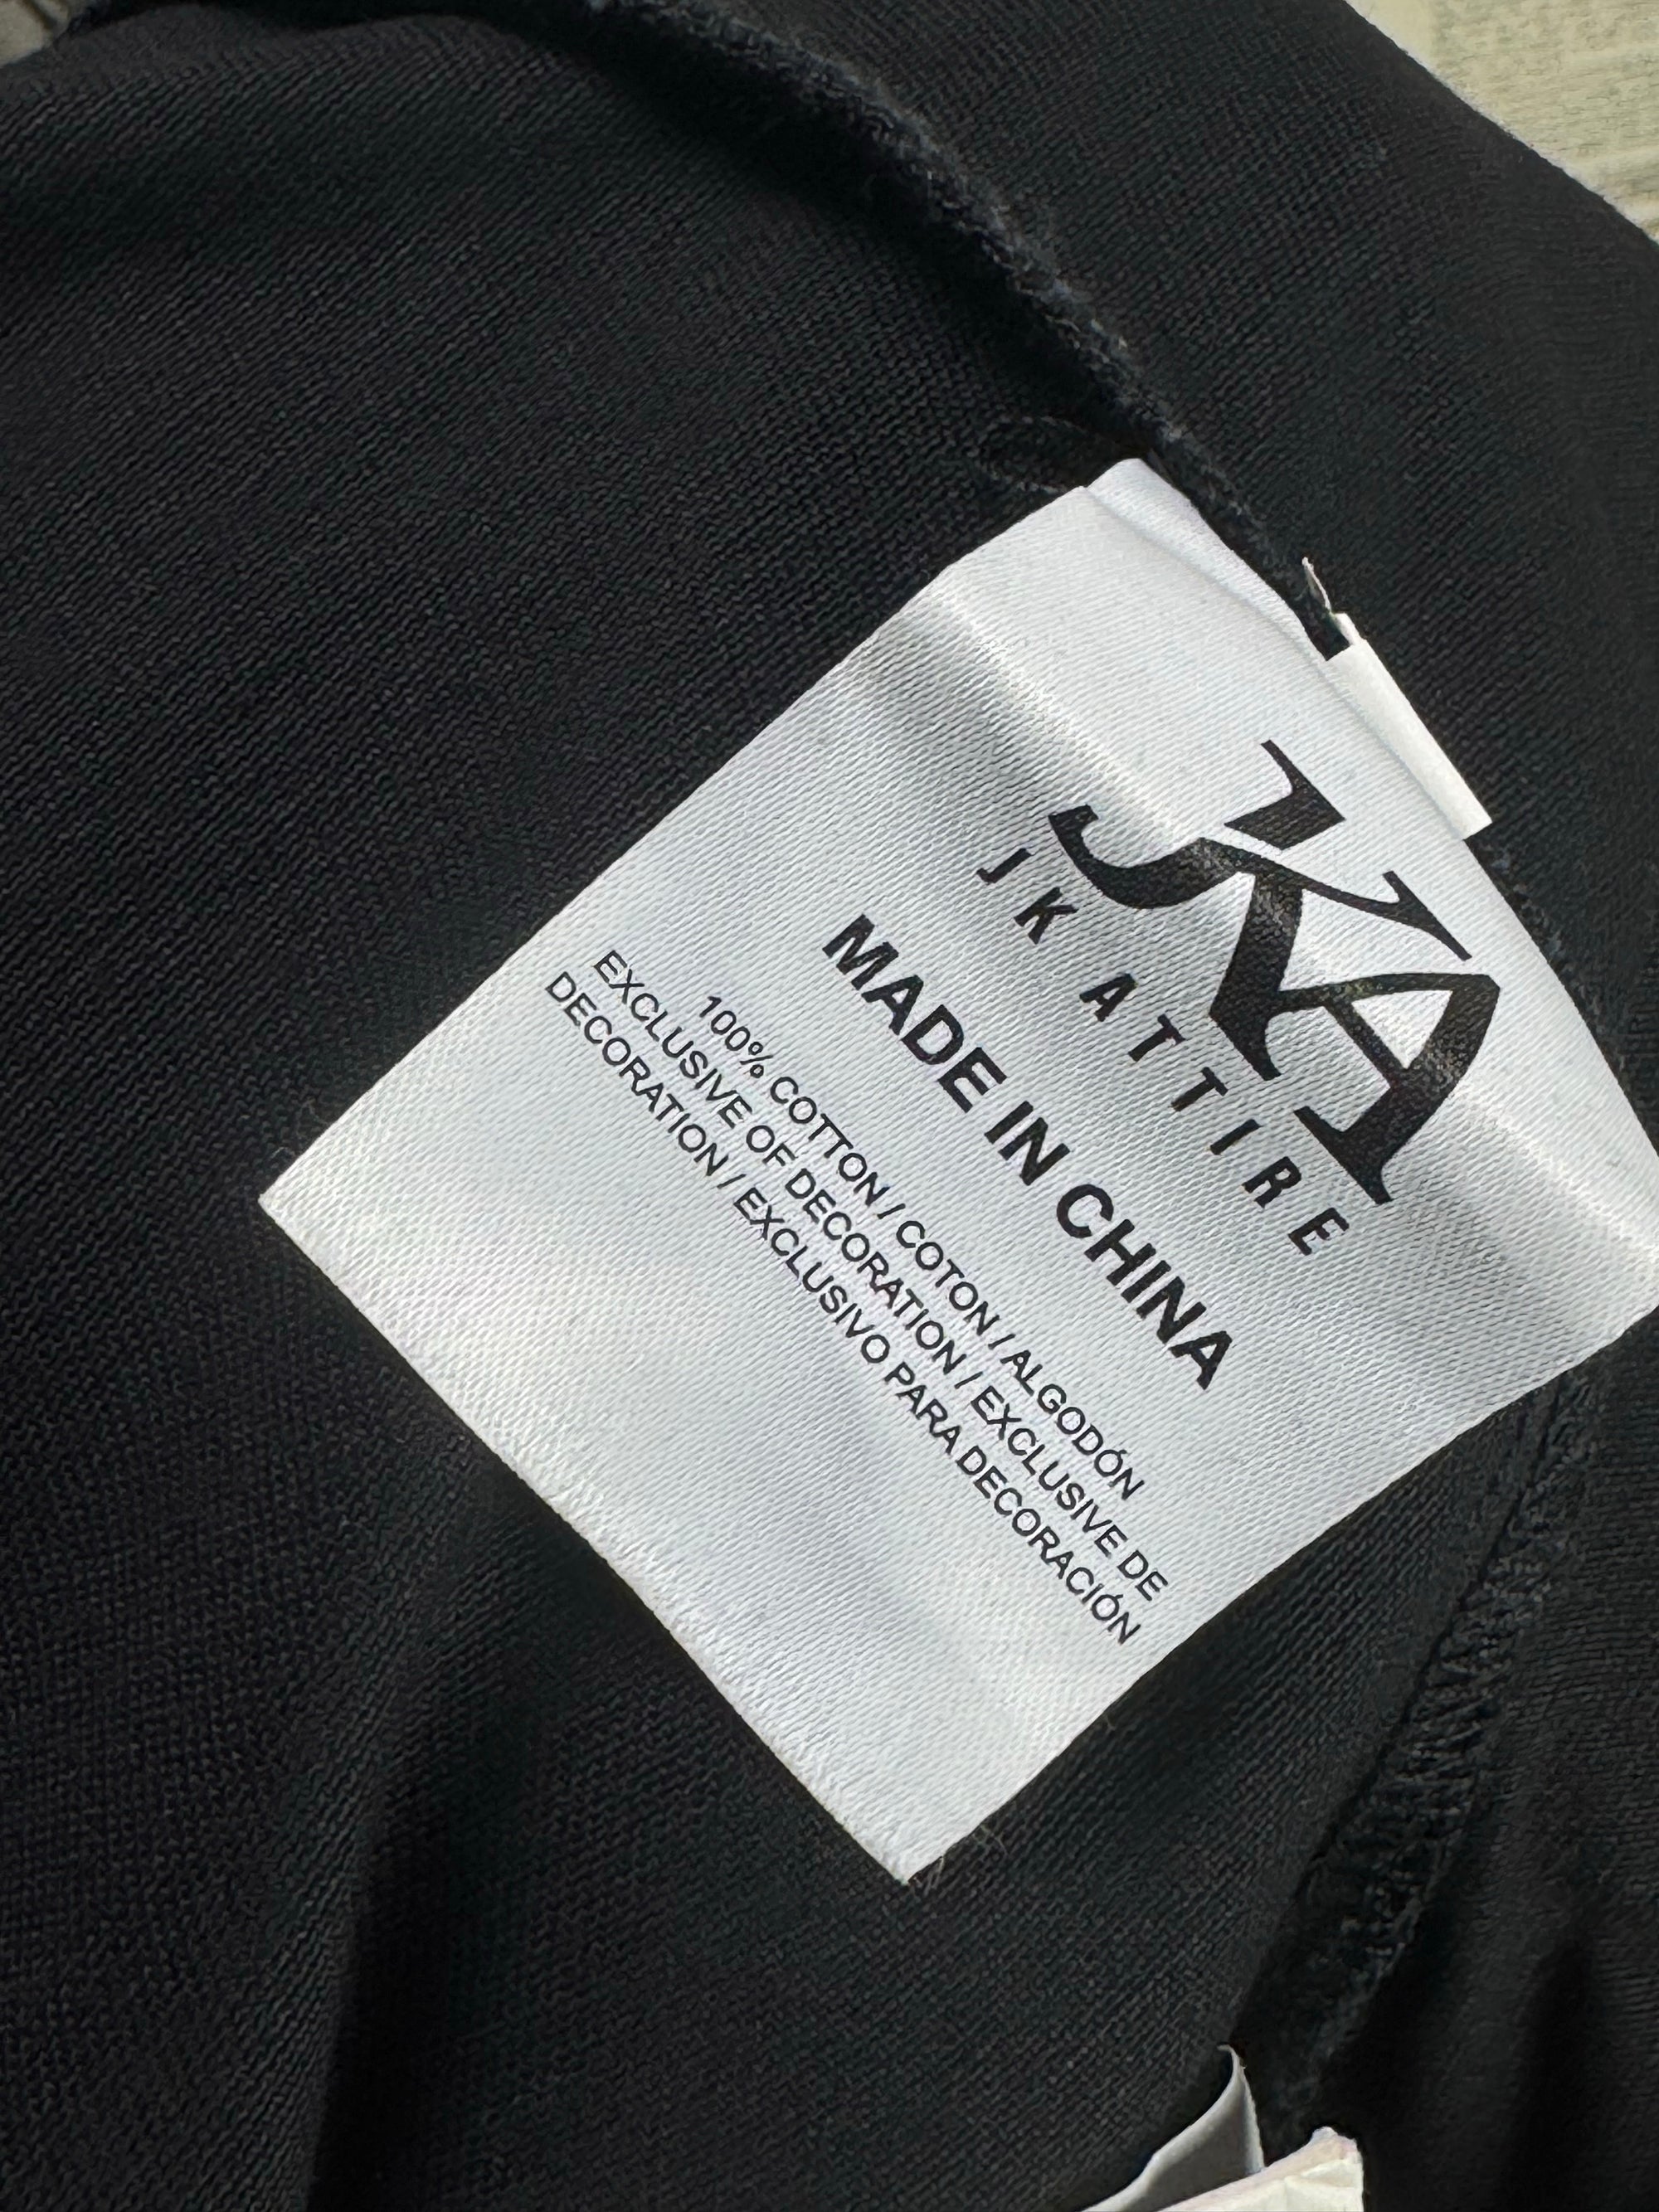 JKA
JK ATTIRE
MADE IN CHINA
100% COTTON / COTON / ALGODÓN
EXCLUSIVE OF DECORATION / EXCLUSIVE DE
DECORATION / EXCLUSIVO PARA DECORACIÓN